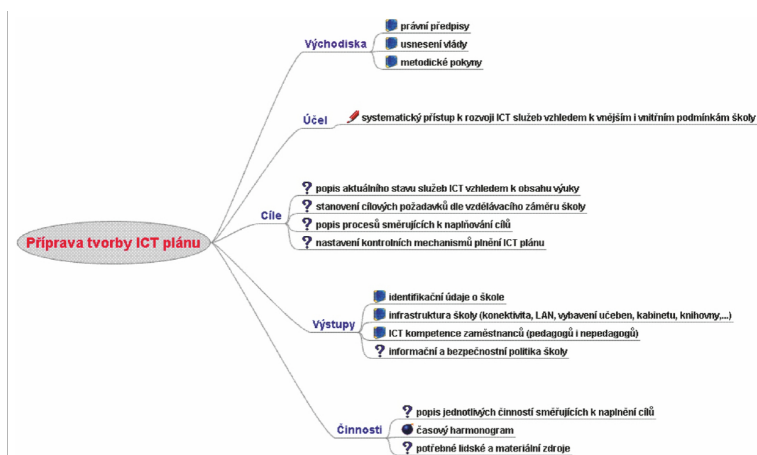 Východiska
právní předpisy
usnesení vlády
metodické pokyny
Účel
systematický přístup k rozvoji ICT služeb vzhledem k vnějším i vnitřním podmínkám školy
Příprava tvorby ICT plánu
Cíle
popis aktuálního stavu služeb ICT vzhledem k obsahu výuky
stanovení cílových požadavků dle vzdělávacího záměru školy
popis procesů směrujících k naplňování cílů
nastavení kontrolních mechanismů plnění ICT plánu
Výstupy
identifikační údaje o škole
infrastruktura školy (konektivita, LAN, vybavení učeben, kabinetu, knihovny,...)
ICT kompetence zaměstnanců (pedagogů i nepedagogů)
informační a bezpečnostní politika školy
Činnosti
popis jednotlivých činností směřujících k naplnění cílů
časový harmonogram
potřebné lidské a materiální zdroje